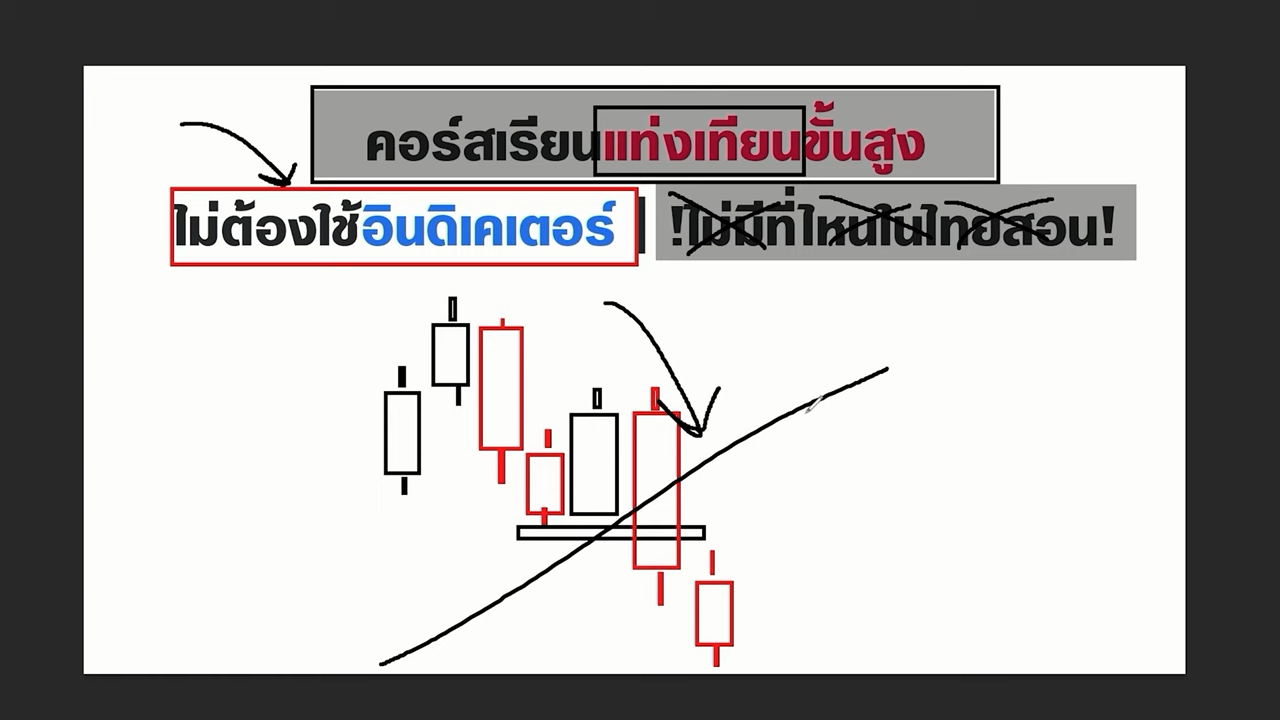 คอร์สเรียนแท่งเทียนขั้นสูง
ไม่ต้องใช้อินดิเคเตอร์ | !ไม่มีที่ไหนในไทยสอน!